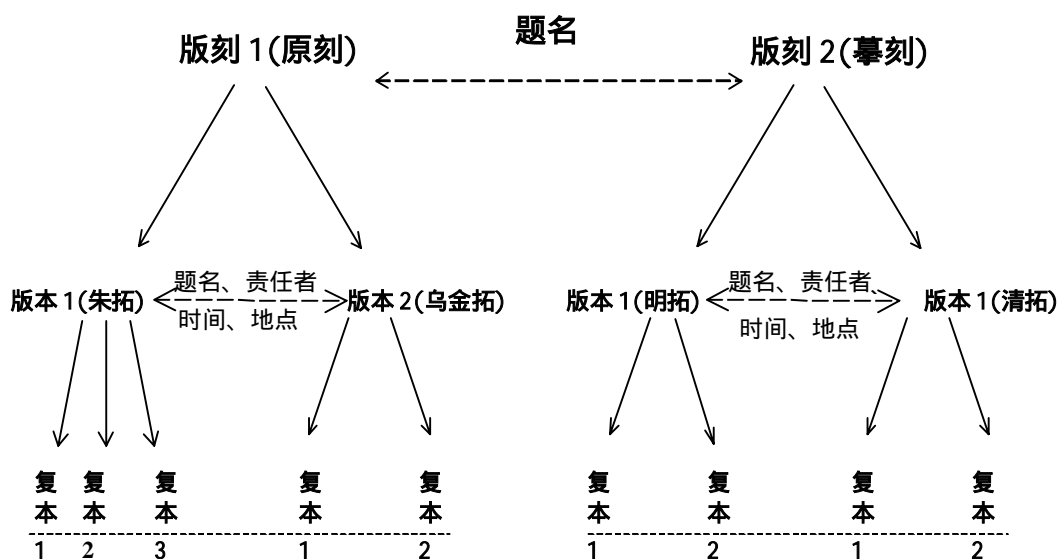 题名
版刻 1(原刻)
版刻 2(摹刻)
题名、责任者
时间、地点
题名、责任者、
时间、地点
版本 1(朱拓)
版本 2(乌金拓)
版本 1(明拓)
版本 1(清拓)
复 复 复 复 复 复 复 复 复
本 本 本 本 本 本 本 本 本
1 2 3 1 2 1 2 1 2